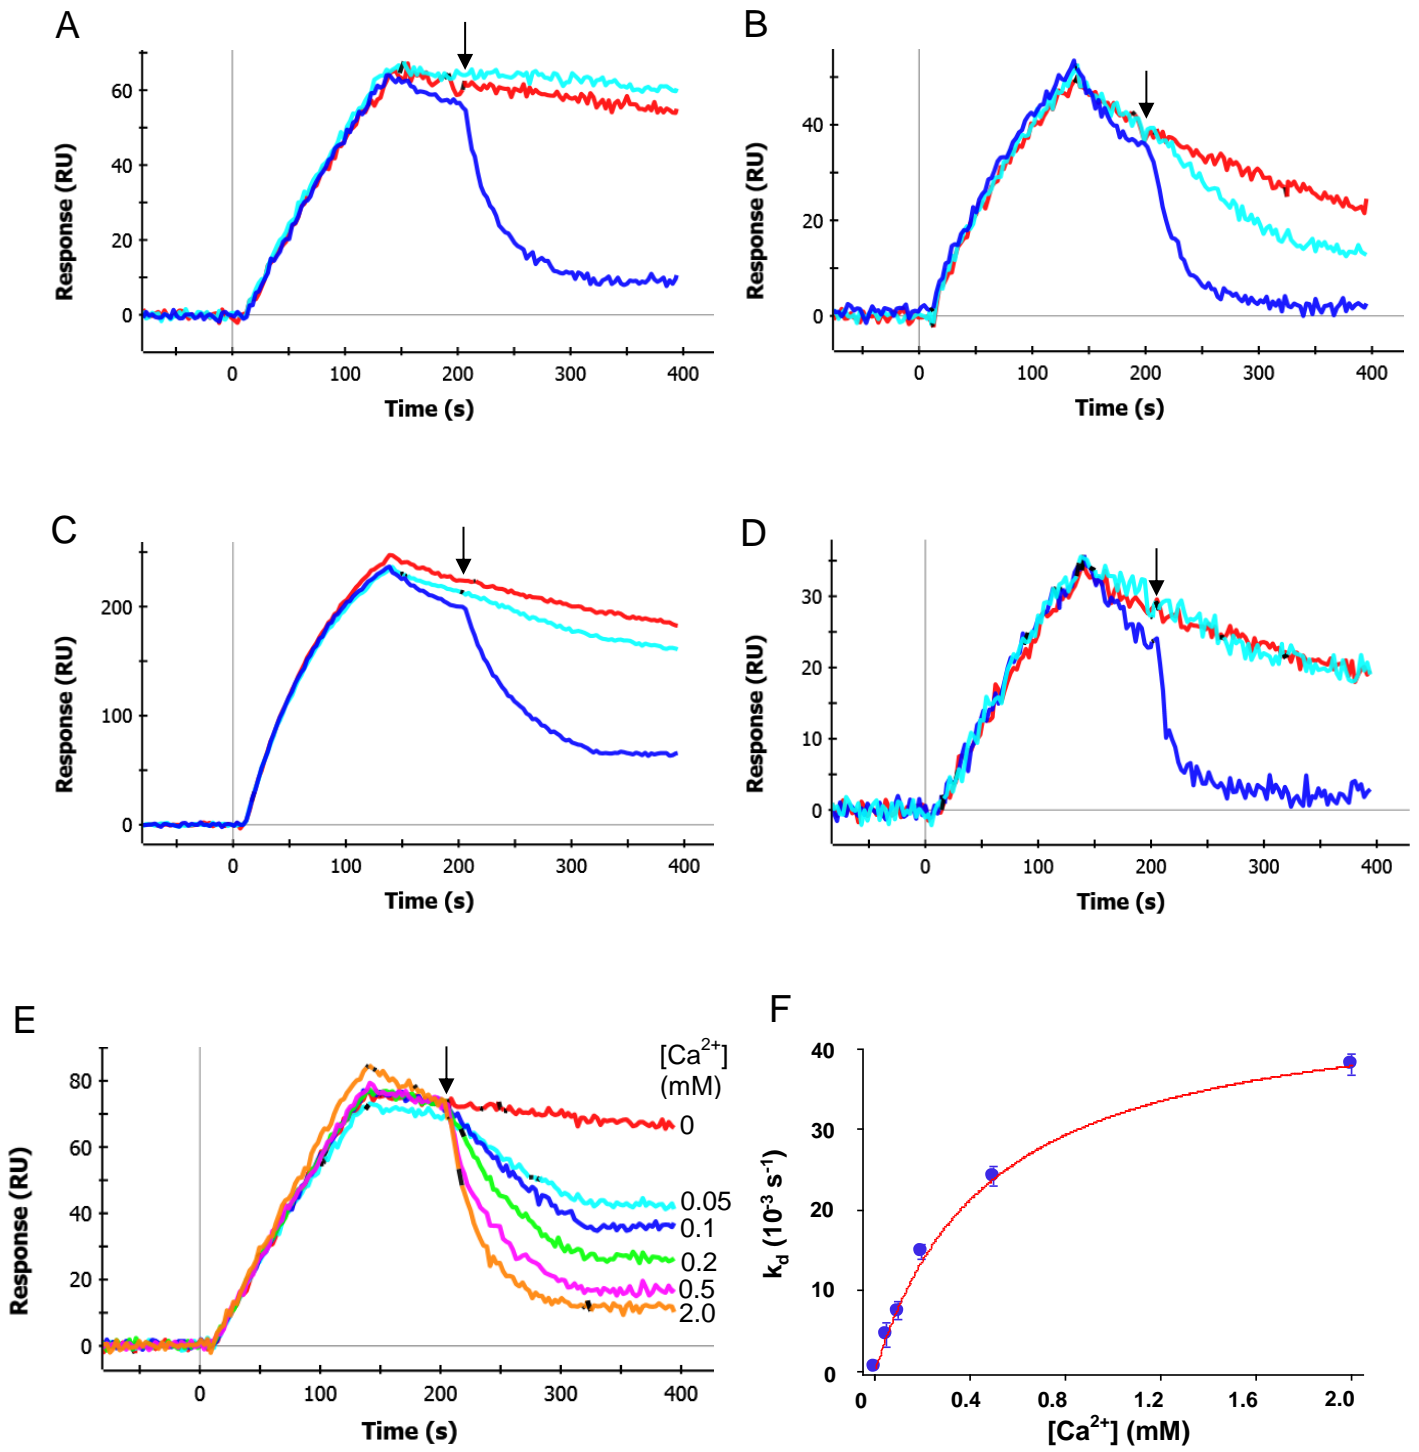 A
Response (RU)
60
40
20
0
0 100 200 300 400
Time (s)
B
Response (RU)
40
20
0
0 100 200 300 400
Time (s)
C
Response (RU)
200
100
0
0 100 200 300 400
Time (s)
D
Response (RU)
30
20
10
0
0 100 200 300 400
Time (s)
E
Response (RU)
80
60
40
20
0
0 100 200 300 400
Time (s)
[Ca²⁺]
(mM)
0
0.05
0.1
0.2
0.5
2.0
F
k_d (10⁻³ s⁻¹)
40
30
20
10
0
0 0.4 0.8 1.2 1.6 2.0
[Ca²⁺] (mM)